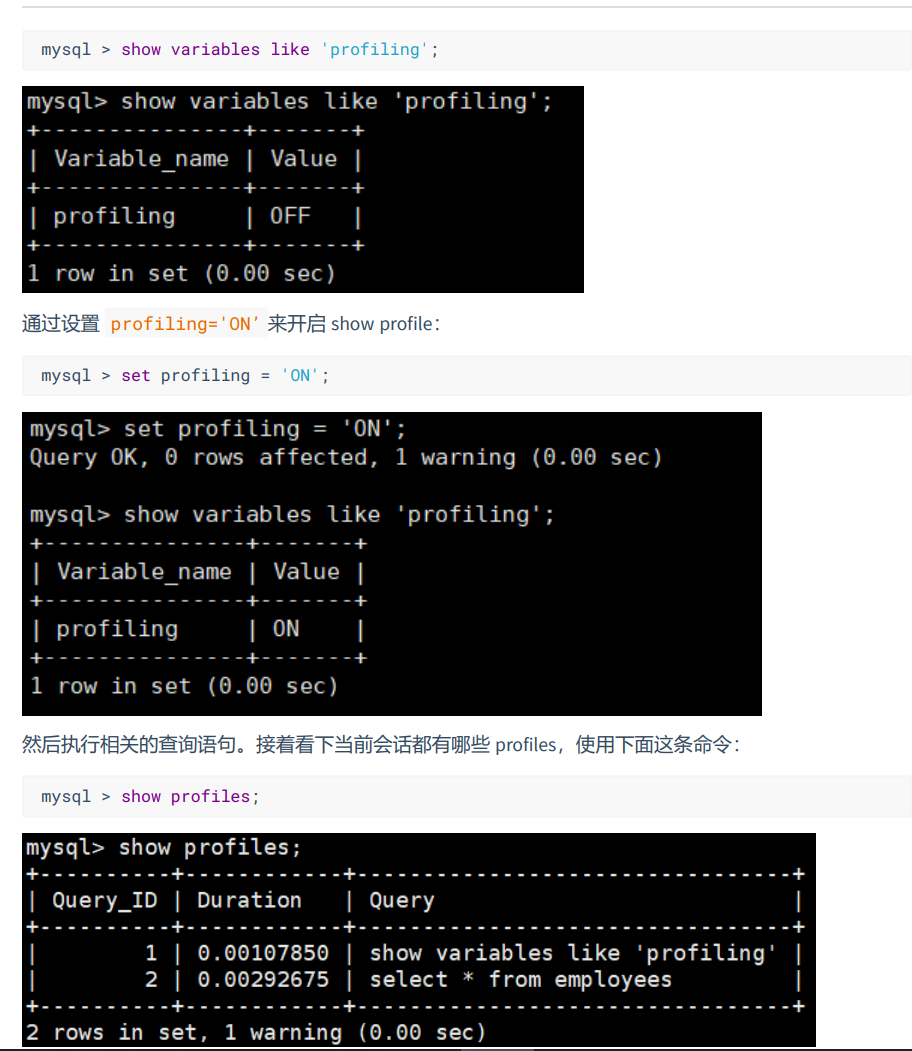 mysql > show variables like 'profiling';
mysql> show variables like 'profiling';
+---------------+-------+
| Variable_name | Value |
+---------------+-------+
| profiling     | OFF   |
+---------------+-------+
1 row in set (0.00 sec)
通过设置 profiling='ON’ 来开启 show profile：
mysql > set profiling = 'ON';
mysql> set profiling = 'ON';
Query OK, 0 rows affected, 1 warning (0.00 sec)
mysql> show variables like 'profiling';
+---------------+-------+
| Variable_name | Value |
+---------------+-------+
| profiling     | ON    |
+---------------+-------+
1 row in set (0.00 sec)
然后执行相关的查询语句。接着看下当前会话都有哪些 profiles，使用下面这条命令：
mysql > show profiles;
mysql> show profiles;
+----------+------------+---------------------------------+
| Query_ID | Duration   | Query                           |
+----------+------------+---------------------------------+
|        1 | 0.00107850 | show variables like 'profiling' |
|        2 | 0.00292675 | select * from employees         |
+----------+------------+---------------------------------+
2 rows in set, 1 warning (0.00 sec)